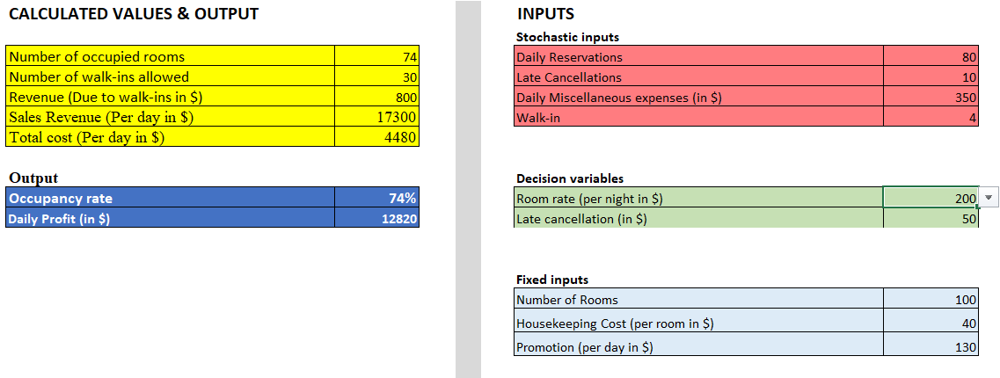 CALCULATED VALUES & OUTPUT
Number of occupied rooms 74
Number of walk-ins allowed 30
Revenue (Due to walk-ins in $) 800
Sales Revenue (Per day in $) 17300
Total cost (Per day in $) 4480
Output
Occupancy rate 74%
Daily Profit (in $) 12820
INPUTS
Stochastic inputs
Daily Reservations 80
Late Cancellations 10
Daily Miscellaneous expenses (in $) 350
Walk-in 4
Decision variables
Room rate (per night in $) 200
Late cancellation (in $) 50
Fixed inputs
Number of Rooms 100
Housekeeping Cost (per room in $) 40
Promotion (per day in $) 130